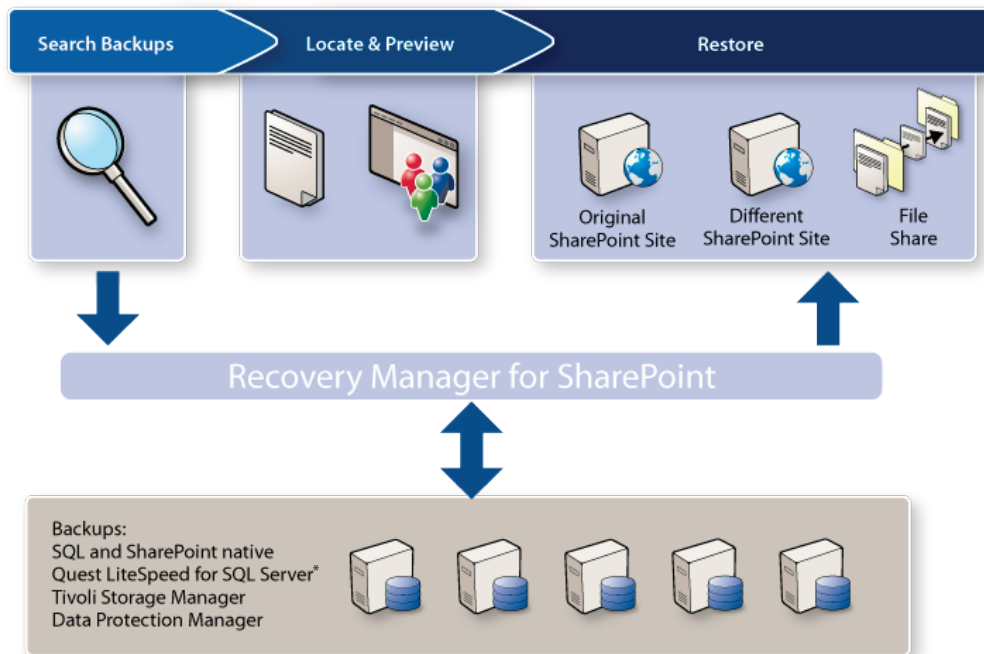 Search Backups
Locate & Preview
Restore
Original
SharePoint Site
Different
SharePoint Site
File
Share
Recovery Manager for SharePoint
Backups:
SQL and SharePoint native
Quest LiteSpeed for SQL Server*
Tivoli Storage Manager
Data Protection Manager